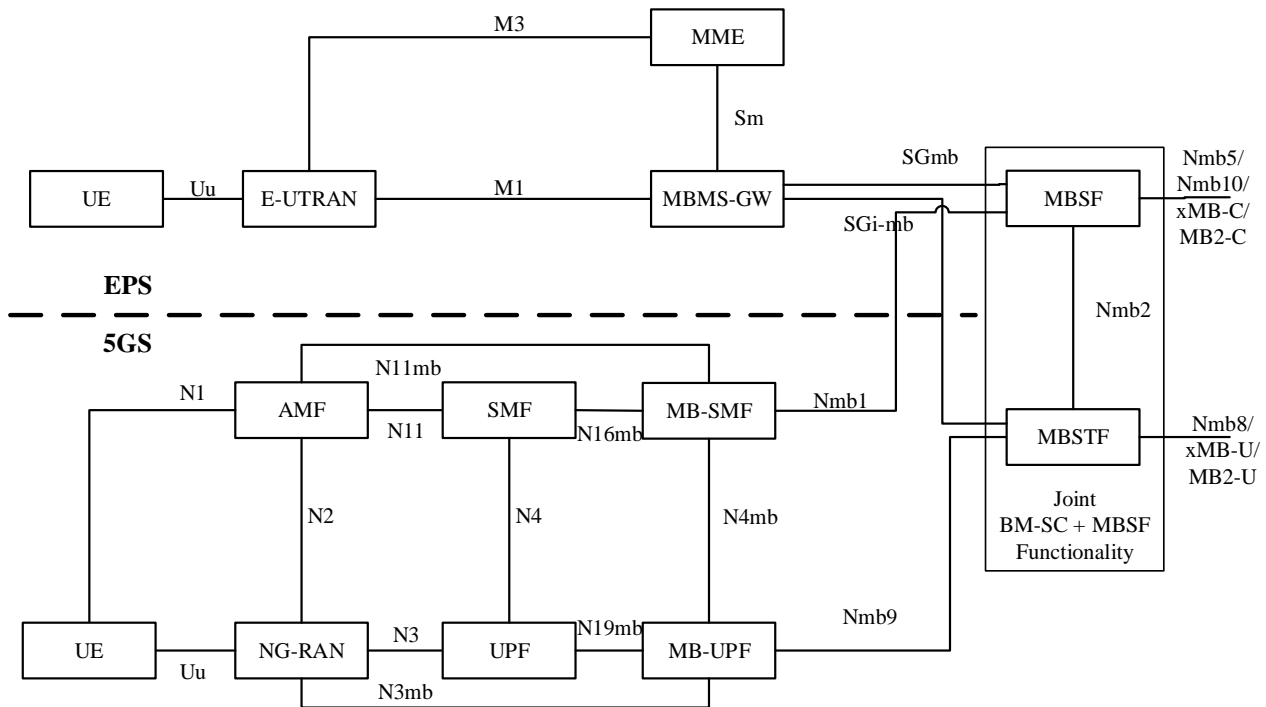 M3
MME
Sm
SGmb
Nmb5/
Nmb10/
xMB-C/
MB2-C
UE
Uu
E-UTRAN
M1
MBMS-GW
MBSF
SGi-mb
EPS
Nmb2
5GS
N11mb
N1
AMF
SMF
MB-SMF
Nmb1
N11
N16mb
MBSTF
Nmb8/
xMB-U/
MB2-U
Joint
BM-SC + MBSF
Functionality
N2
N4
N4mb
Nmb9
UE
Uu
NG-RAN
N3
UPF
N19mb
MB-UPF
N3mb